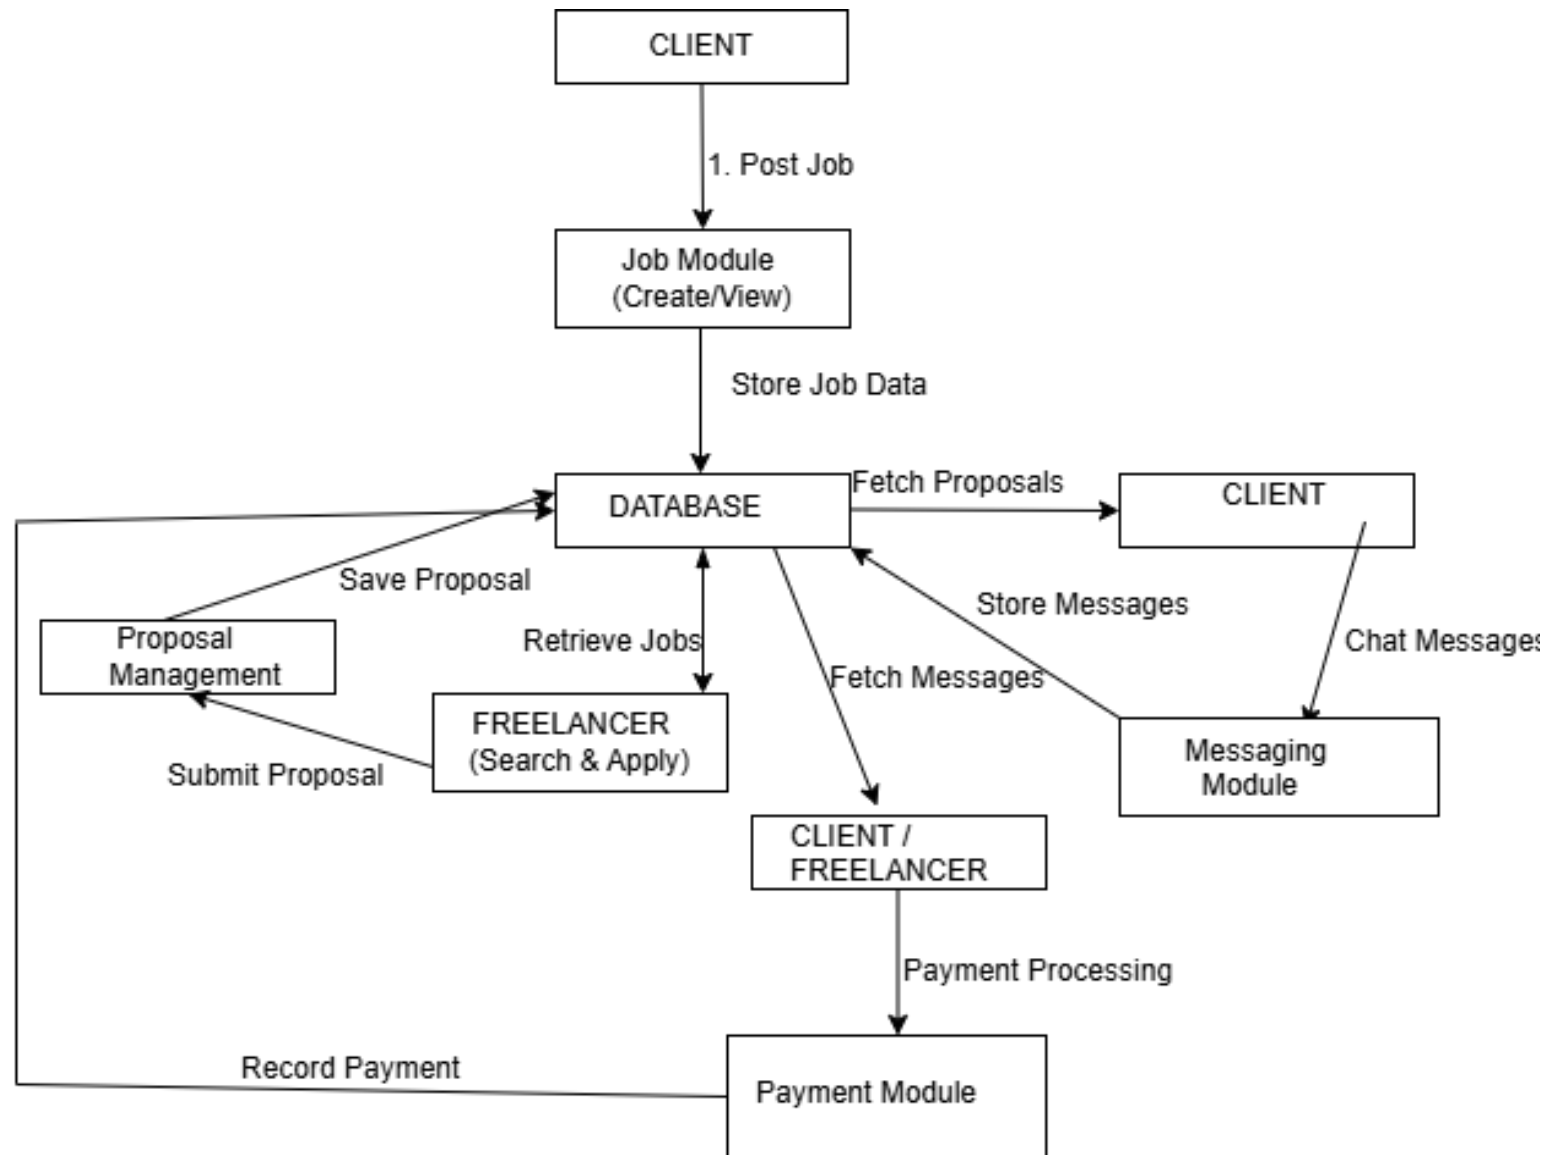 CLIENT
1. Post Job
Job Module
(Create/View)
Store Job Data
DATABASE
Fetch Proposals
CLIENT
Save Proposal
Store Messages
Proposal
Management
Retrieve Jobs
Chat Messages
Fetch Messages
FREELANCER
(Search & Apply)
Submit Proposal
Messaging
Module
CLIENT /
FREELANCER
Payment Processing
Record Payment
Payment Module